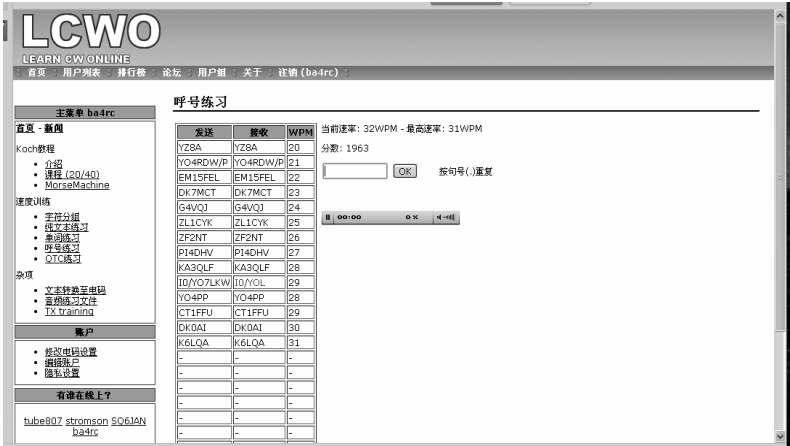 LCWO
LEARN CW ONLINE
首页 用户列表 排行榜 论坛 用户组 关于 注销 (ba4rc)
主菜单 ba4rc
首页 - 新闻
Koch教程
介绍
课程 (20/40)
MorseMachine
速度训练
字符分组
纯文本练习
单词练习
呼号练习
QTC练习
杂项
文本转换至电码
音频练习文件
TX training
账户
修改电码设置
编辑账户
隐私设置
有谁在线上?
tube807 stromson SQ6JAN
ba4rc
呼号练习
发送 接收 WPM
YZ8A YZ8A 20
YO4RDW/P YO4RDW/P 21
EM15FEL EM15FEL 22
DK7MCT DK7MCT 23
G4VQJ G4VQJ 24
ZL1CYK ZL1CYK 25
ZF2NT ZF2NT 26
PI4DHV PI4DHV 27
KA3QLF KA3QLF 28
I0/YO7LKW I0/YOL 29
YO4PP YO4PP 28
CT1FFU CT1FFU 29
DK0AI DK0AI 30
K6LQA K6LQA 31
- - -
- - -
- - -
- - -
- - -
- - -
当前速率: 32WPM - 最高速率: 31WPM
分数: 1963
OK 按句号(.)重复
00:00 0%